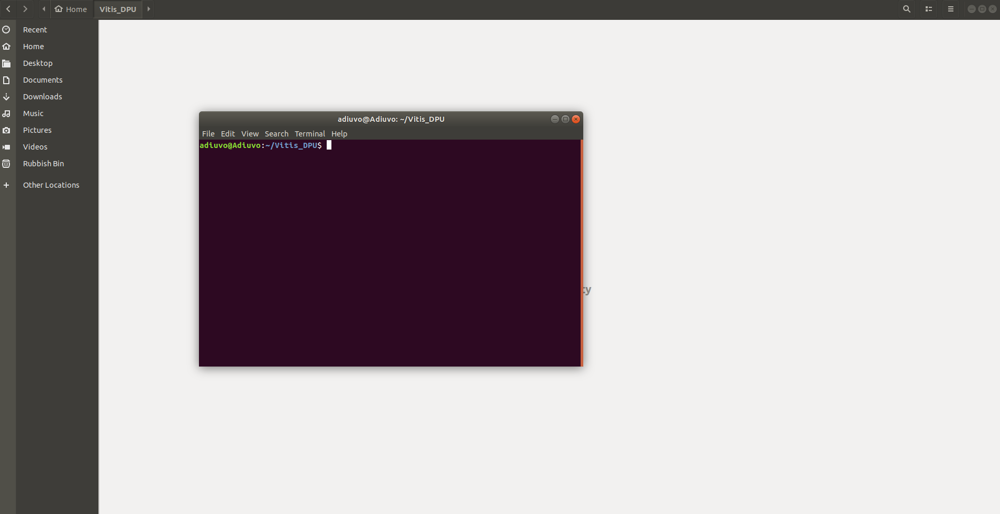 Home Vitis_DPU
Recent
Home
Desktop
Documents
Downloads
Music
Pictures
Videos
Rubbish Bin
Other Locations
adiuvo@Adiuvo: ~/Vitis_DPU
File Edit View Search Terminal Help
adiuvo@Adiuvo:~/Vitis_DPU$